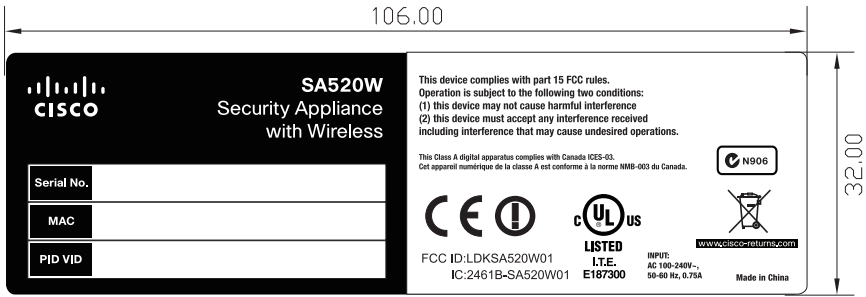 106.00
CISCO
SA520W
Security Appliance
with Wireless
Serial No.
MAC
PID VID
This device complies with part 15 FCC rules.
Operation is subject to the following two conditions:
(1) this device may not cause harmful interference
(2) this device must accept any interference received
including interference that may cause undesired operations.
This Class A digital apparatus complies with Canada ICES-03.
Cet appareil numérique de la classe A est conforme à la norme NMB-003 du Canada.
N906
CE
C UL US
LISTED
I.T.E.
E187300
FCC ID:LDKSA520W01
IC:2461B-SA520W01
INPUT:
AC 100-240V~,
50-60 Hz, 0.75A
www.cisco-returns.com
Made in China
32.00